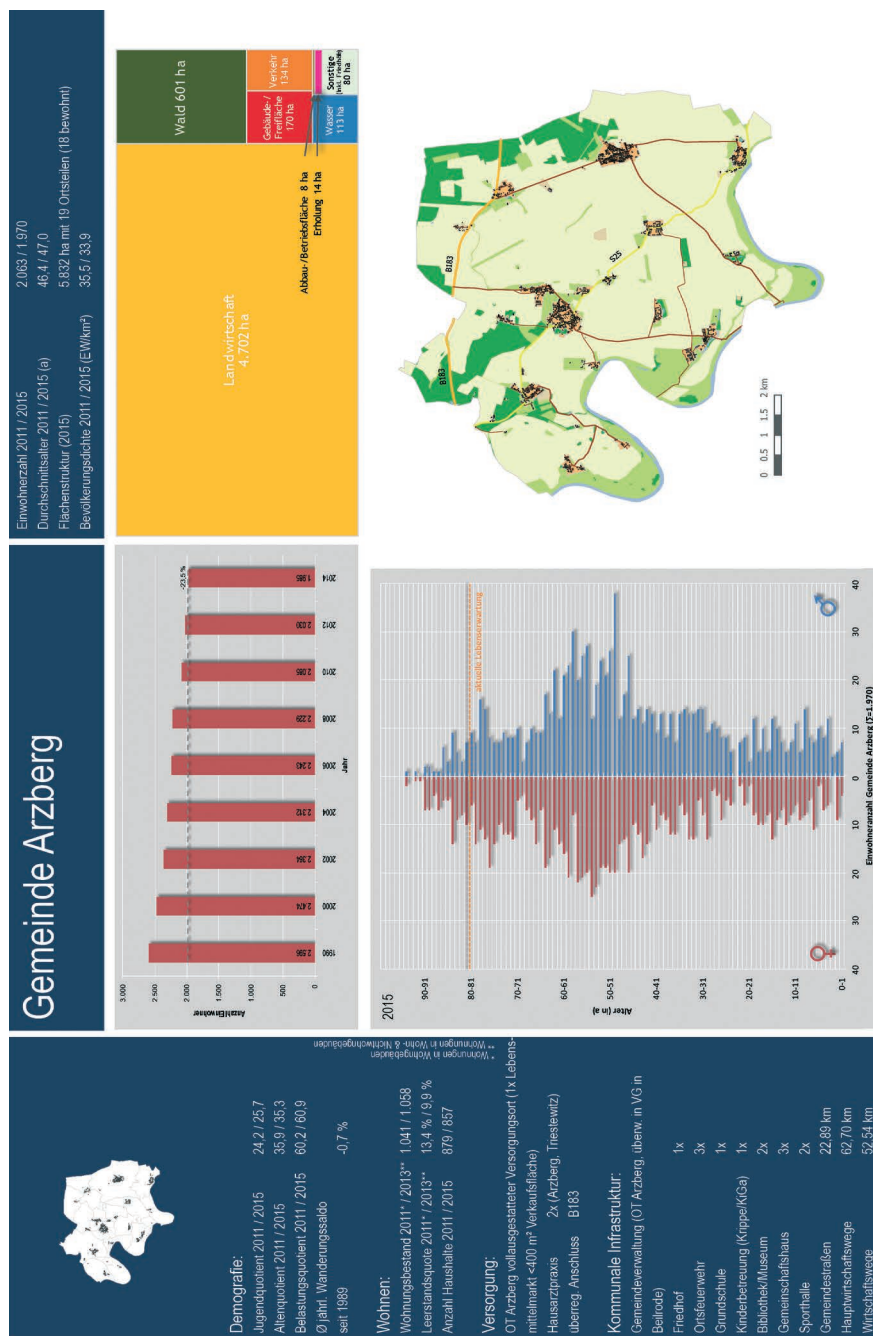 Gemeinde Arzberg
Einwohnerzahl 2011 / 2015 2.063 / 1.970
Durchschnittsalter 2011 / 2015 (a) 46,4 / 47,0
Flächenstruktur (2015) 5.832 ha mit 19 Ortsteilen (18 bewohnt)
Bevölkerungsdichte 2011 / 2015 (EW/km²) 35,5 / 33,9
Demografie:
Jugendquotient 2011 / 2015 24,2 / 25,7
Altenquotient 2011 / 2015 35,9 / 35,3
Belastungsquotient 2011 / 2015 60,2 / 60,9
Ø jährl. Wanderungssaldo -0,7 %
seit 1989
Wohnen:
Wohnungsbestand 2011* / 2013** 1.041 / 1.058
Leerstandsquote 2011* / 2013** 13,4 % / 9,9 %
Anzahl Haushalte 2011 / 2015 879 / 857
* Wohnungen in Wohngebäuden
** Wohnungen in Wohn- & Nichtwohngebäuden
Versorgung:
OT Arzberg vollausgestatteter Versorgungsort (1x Lebens-
mittelmarkt <400 m² Verkaufsfläche)
Hausarztpraxis 2x (Arzberg, Triestewitz)
überreg. Anschluss B183
Kommunale Infrastruktur:
Gemeindeverwaltung (OT Arzberg, überw. in VG in
Beilrode)
Friedhof 1x
Ortsfeuerwehr 3x
Grundschule 1x
Kinderbetreuung (Krippe/KiGa) 1x
Bibliothek/Museum 2x
Gemeinschaftshaus 3x
Sporthalle 2x
Gemeindestraßen 22,89 km
Hauptwirtschaftswege 62,70 km
Wirtschaftswege 52,54 km
Anzahl Einwohner
3.000
2.500
2.000
1.500
1.000
500
0
-23,5 %
2.596 2.474 2.364 2.312 2.243 2.229 2.085 2.030 1.985
1990 2000 2002 2004 2006 2008 2010 2012 2014
Jahr
2015
aktuelle Lebenserwartung
Alter (in a)
90-91
80-81
70-71
60-61
50-51
40-41
30-31
20-21
10-11
0-1
40 30 20 10 0 10 20 30 40
Einwohneranzahl Gemeinde Arzberg (Σ=1.970)
Landwirtschaft
4.702 ha
Wald 601 ha
Gebäude-/
Freifläche
170 ha
Verkehr
134 ha
Abbau-/Betriebsfläche 8 ha
Erholung 14 ha
Wasser
113 ha
Sonstige
(inkl. Friedhof)
80 ha
B183
B183
S25
0 0.5 1 1.5 2 km